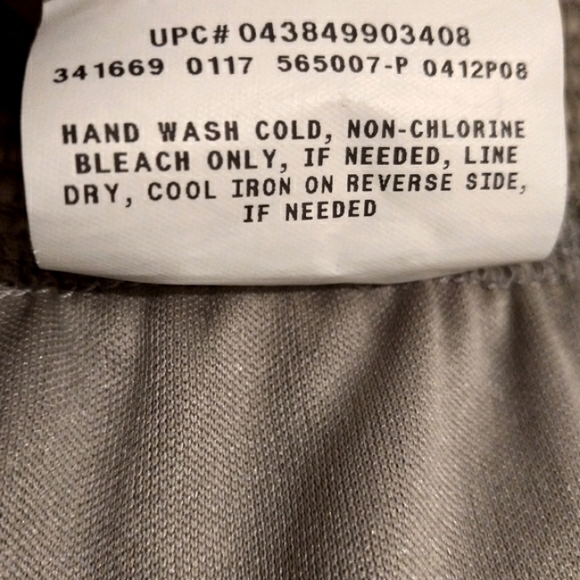 UPC# 043849903408
341669 0117 565007-P 0412P08
HAND WASH COLD, NON-CHLORINE
BLEACH ONLY, IF NEEDED, LINE
DRY, COOL IRON ON REVERSE SIDE,
IF NEEDED